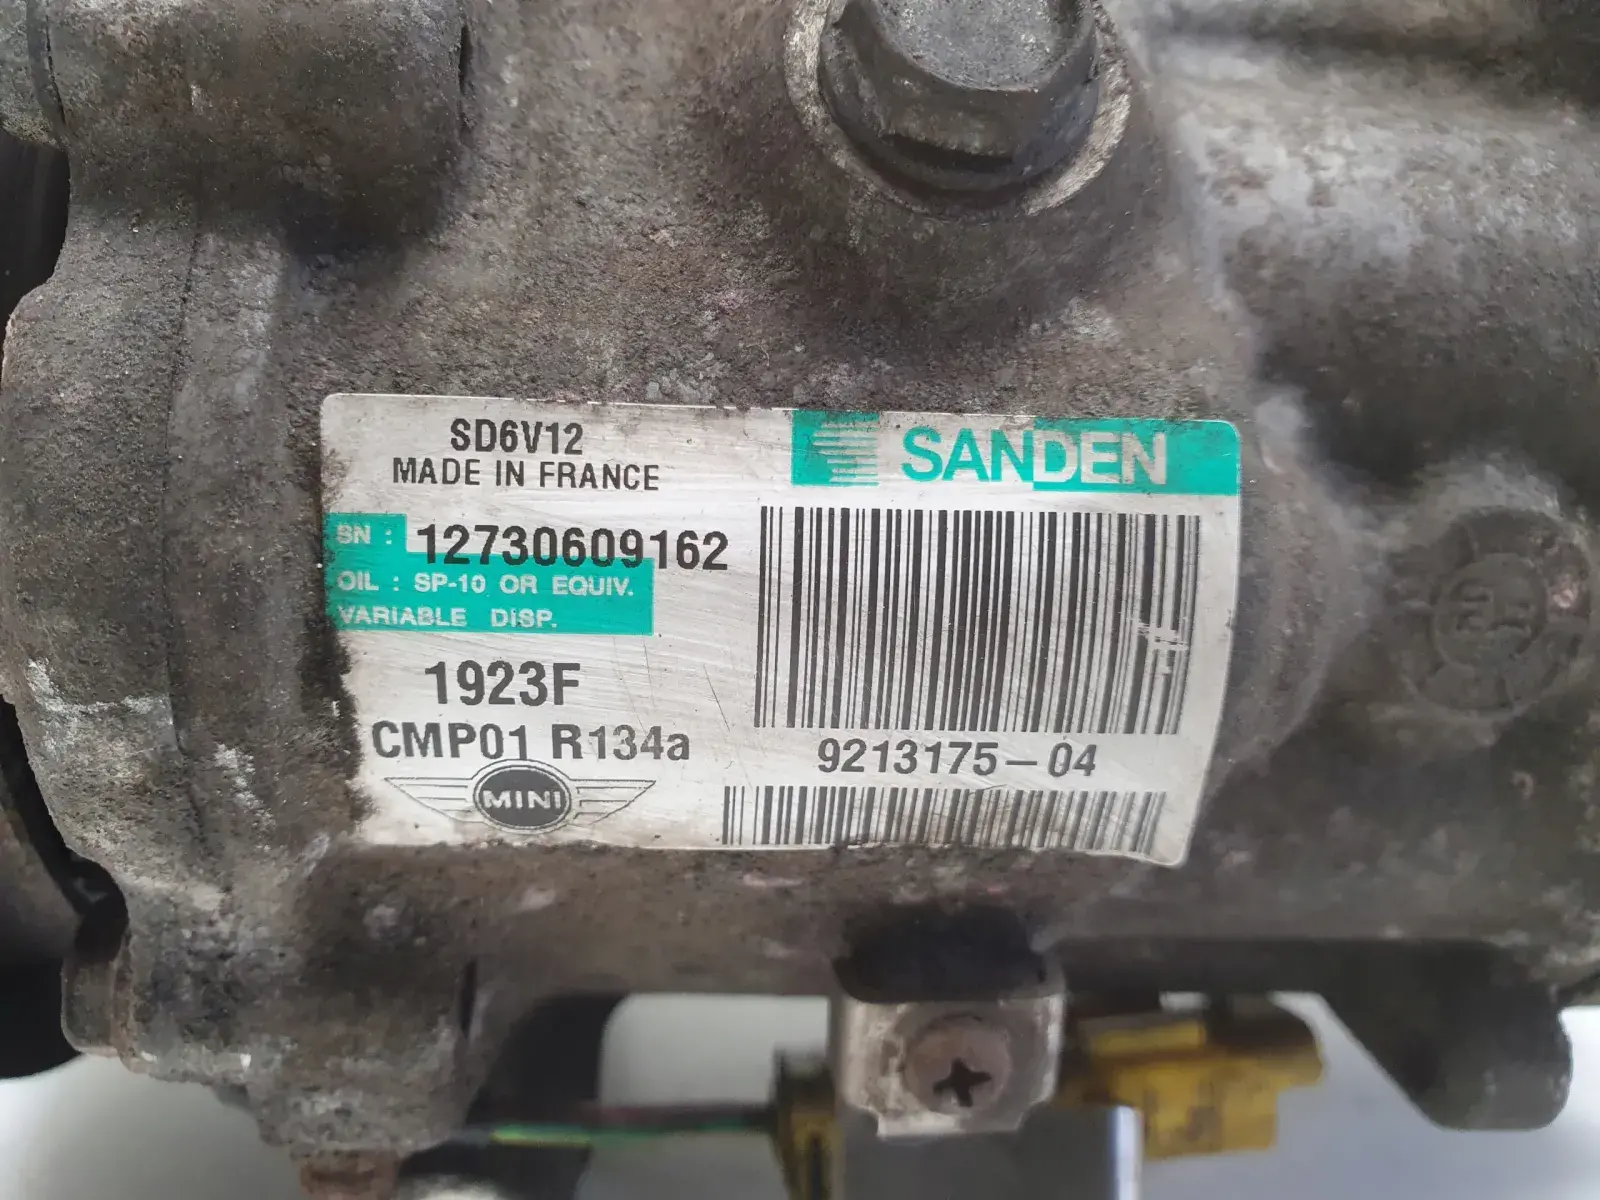 SD6V12
MADE IN FRANCE
SANDEN
SN : 12730609162
OIL : SP-10 OR EQUIV.
VARIABLE DISP.
1923F
CMP01 R134a
9213175-04
MINI